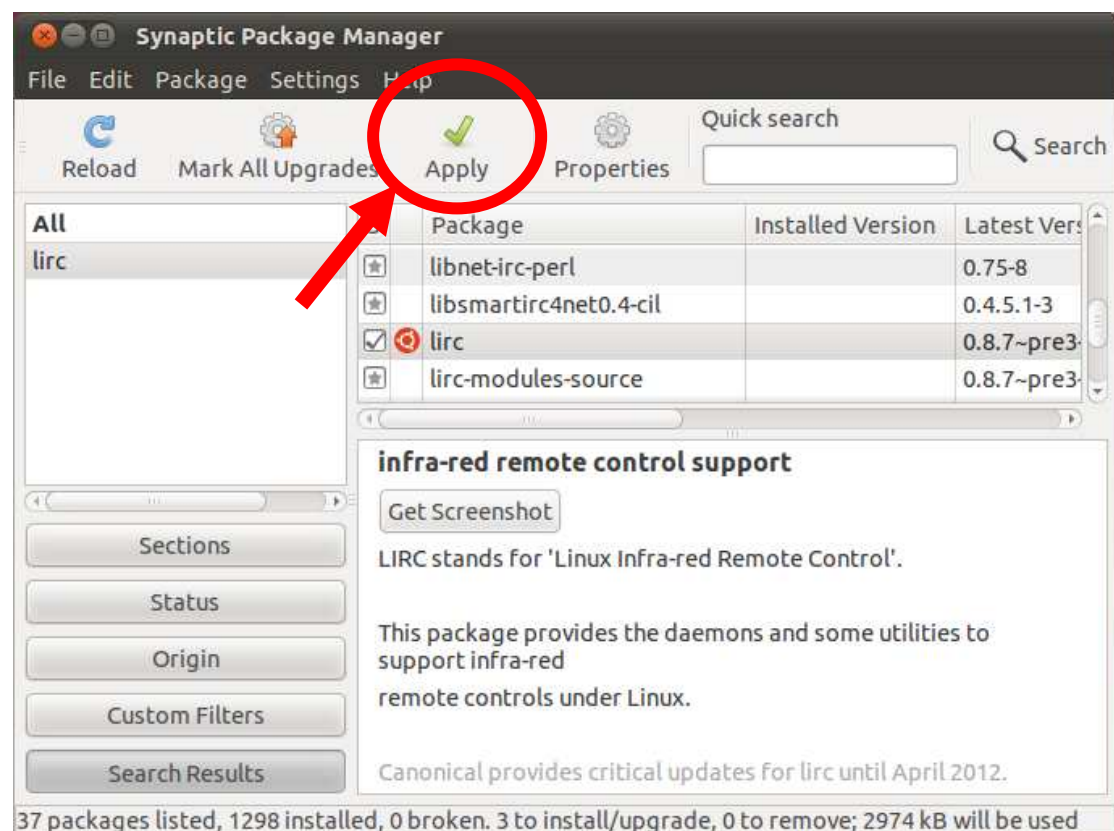 Synaptic Package Manager
File Edit Package Settings Help
Reload Mark All Upgrades Apply Properties Quick search Search
All
lirc
Package Installed Version Latest Vers
libnet-irc-perl 0.75-8
libsmartirc4net0.4-cil 0.4.5.1-3
lirc 0.8.7~pre3-
lirc-modules-source 0.8.7~pre3-
infra-red remote control support
Get Screenshot
LIRC stands for 'Linux Infra-red Remote Control'.
This package provides the daemons and some utilities to
support infra-red
remote controls under Linux.
Canonical provides critical updates for lirc until April 2012.
Sections
Status
Origin
Custom Filters
Search Results
37 packages listed, 1298 installed, 0 broken. 3 to install/upgrade, 0 to remove; 2974 kB will be used